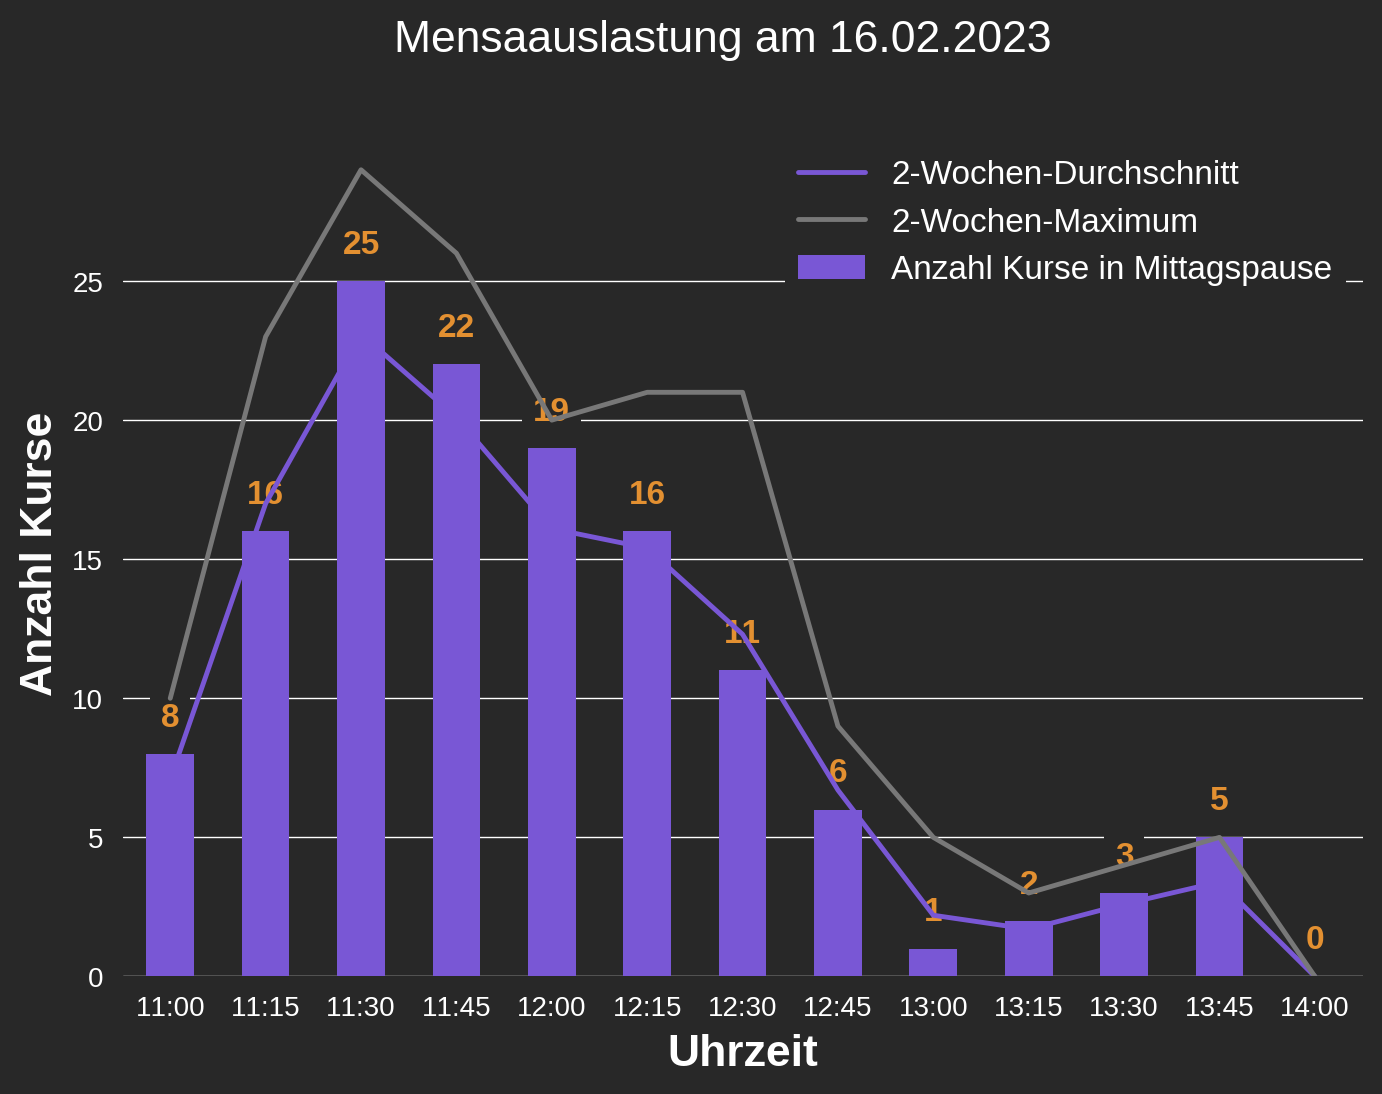 Mensaauslastung am 16.02.2023
2-Wochen-Durchschnitt
2-Wochen-Maximum
Anzahl Kurse in Mittagspause
Anzahl Kurse
25
20
15
10
5
0
8
16
25
22
19
16
11
6
1
2
3
5
0
11:00 11:15 11:30 11:45 12:00 12:15 12:30 12:45 13:00 13:15 13:30 13:45 14:00
Uhrzeit